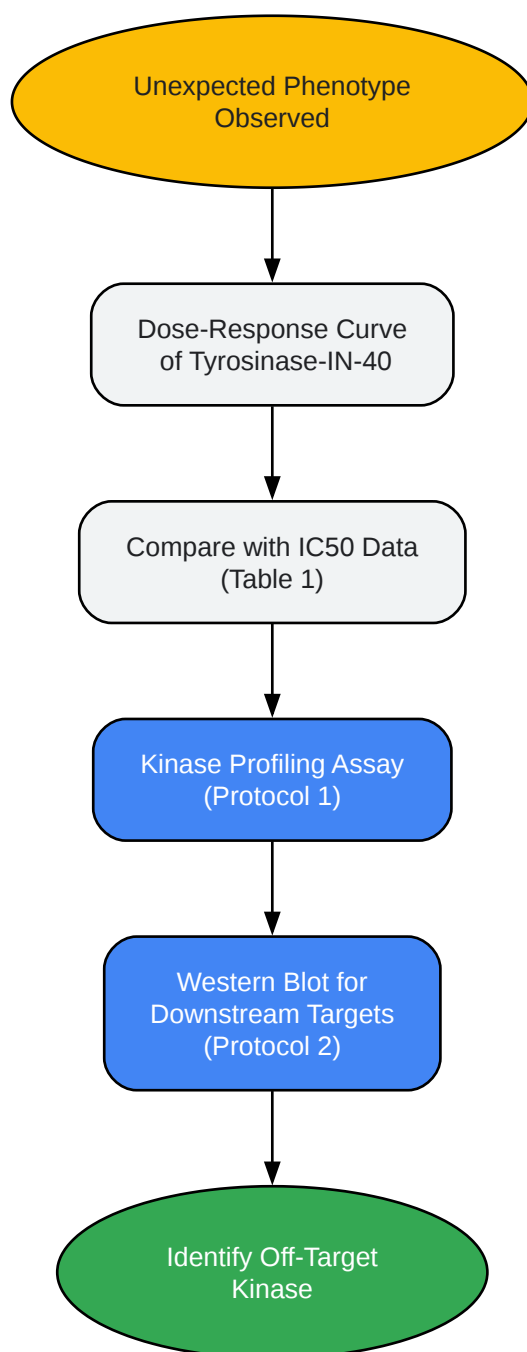 Unexpected Phenotype
Observed
Dose-Response Curve
of Tyrosinase-IN-40
Compare with IC50 Data
(Table 1)
Kinase Profiling Assay
(Protocol 1)
Western Blot for
Downstream Targets
(Protocol 2)
Identify Off-Target
Kinase